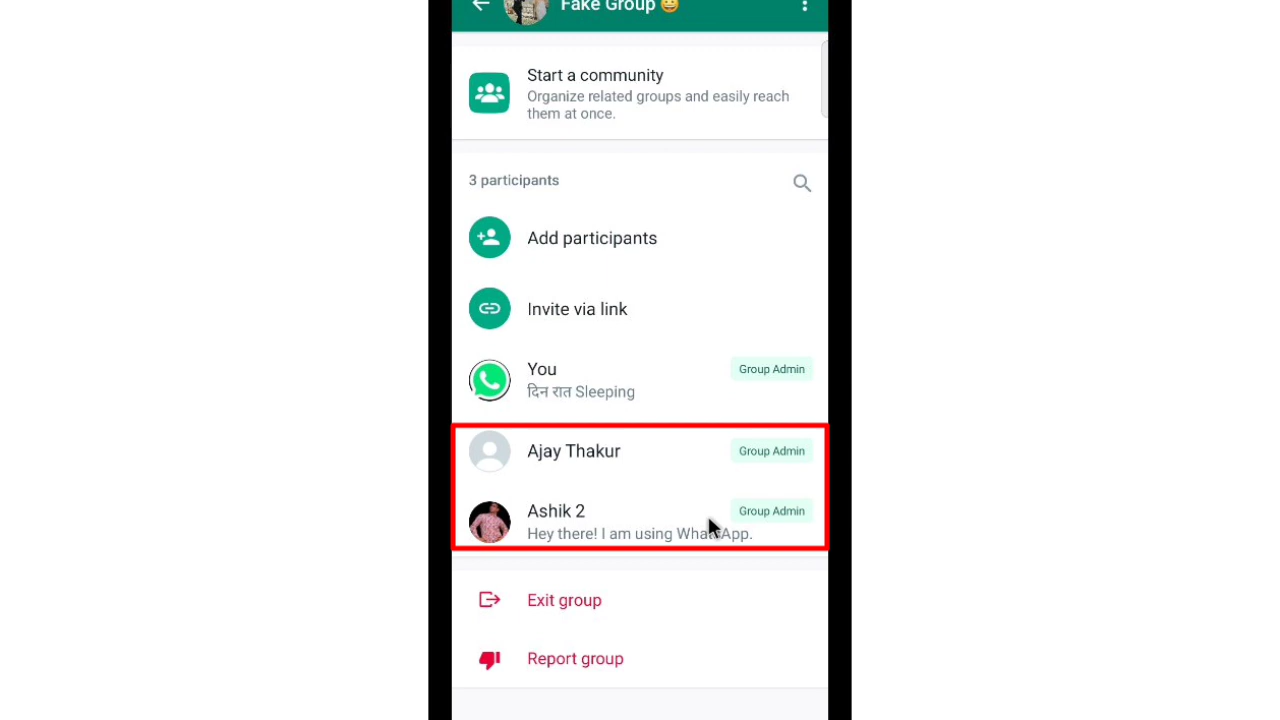 Fake Group 😄
Start a community
Organize related groups and easily reach
them at once.
3 participants
Add participants
Invite via link
You
Group Admin
दिन रात Sleeping
Ajay Thakur
Group Admin
Ashik 2
Group Admin
Hey there! I am using WhatsApp.
Exit group
Report group